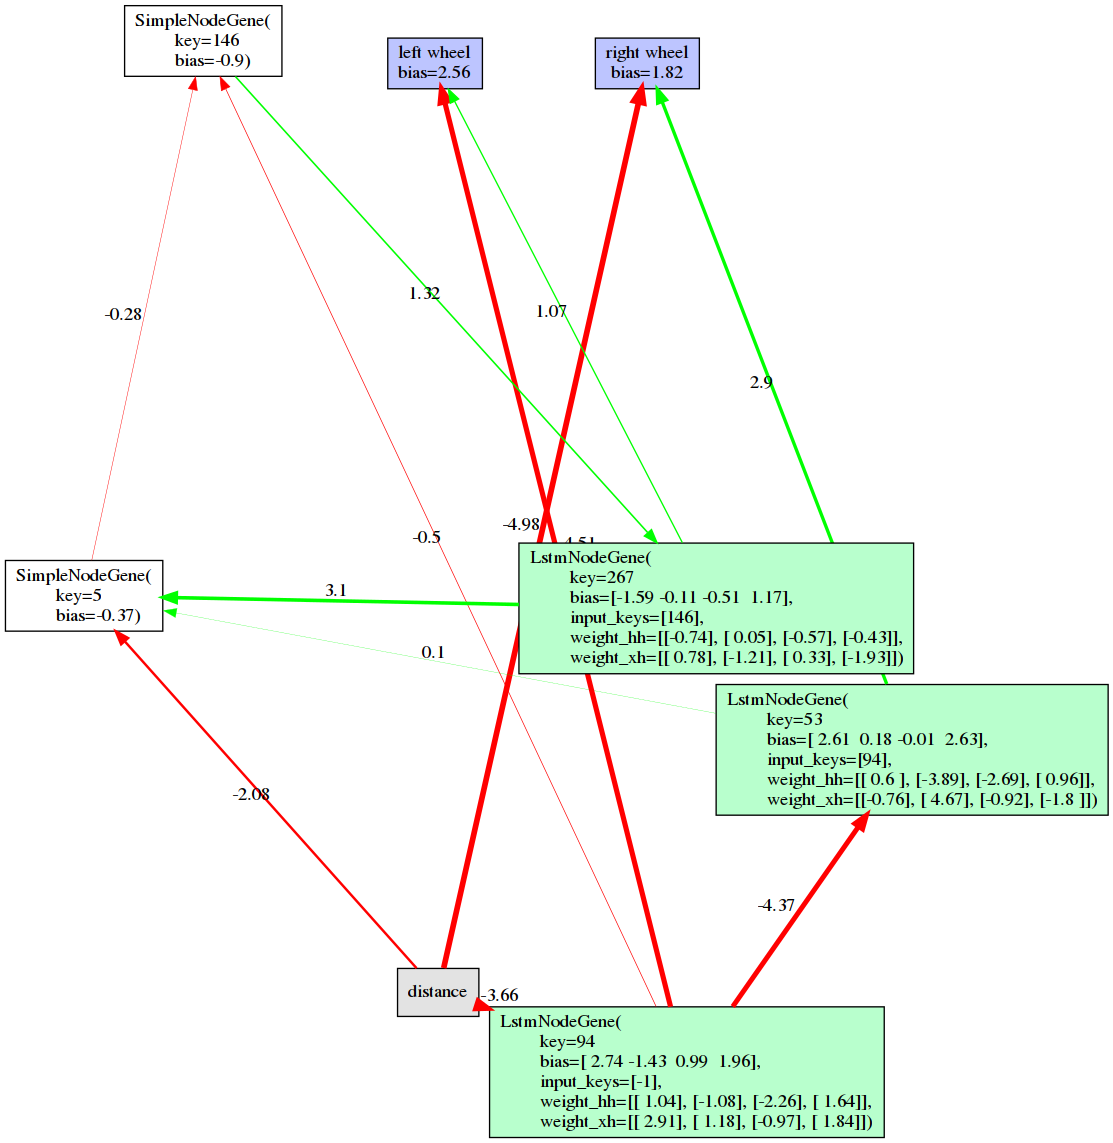 SimpleNodeGene(
key=146
bias=-0.9)
left wheel
bias=2.56
right wheel
bias=1.82
-0.28
1.32
1.07
2.9
-4.98
-0.5
LstmNodeGene(
key=267
bias=[-1.59 -0.11 -0.51 1.17],
input_keys=[146],
weight_hh=[[-0.74], [ 0.05], [-0.57], [-0.43]],
weight_xh=[[ 0.78], [-1.21], [ 0.33], [-1.93]])
SimpleNodeGene(
key=5
bias=-0.37)
3.1
0.1
LstmNodeGene(
key=53
bias=[ 2.61 0.18 -0.01 2.63],
input_keys=[94],
weight_hh=[[ 0.6 ], [-3.89], [-2.69], [ 0.96]],
weight_xh=[[-0.76], [ 4.67], [-0.92], [-1.8 ]])
-2.08
-4.37
distance
-3.66
LstmNodeGene(
key=94
bias=[ 2.74 -1.43 0.99 1.96],
input_keys=[-1],
weight_hh=[[ 1.04], [-1.08], [-2.26], [ 1.64]],
weight_xh=[[ 2.91], [ 1.18], [-0.97], [ 1.84]])